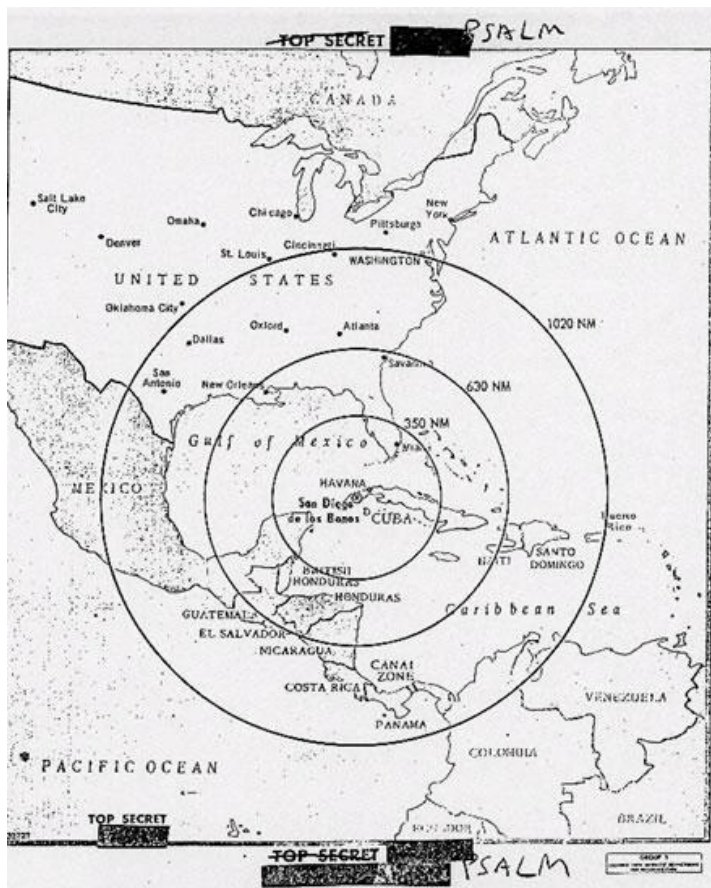 TOP SECRET PSALM
CANADA
Salt Lake
City
Denver
Omaha
Chicago
New
York
Pittsburgh
Cincinnati
St. Louis
WASHINGTON
ATLANTIC OCEAN
UNITED STATES
Oklahoma City
Oxford
Atlanta
1020 NM
Dallas
San
Antonio
New Orleans
Savannah
630 NM
350 NM
Gulf of Mexico
MEXICO
HAVANA
San Diego
de los Banos
CUBA
Puerto
Rico
HAITI
SANTO
DOMINGO
BRITISH
HONDURAS
HONDURAS
GUATEMALA
EL SALVADOR
NICARAGUA
Caribbean Sea
COSTA RICA
CANAL
ZONE
PANAMA
VENEZUELA
COLOMBIA
PACIFIC OCEAN
BRAZIL
ECUADOR
TOP SECRET
TOP SECRET PSALM
GROUP 1